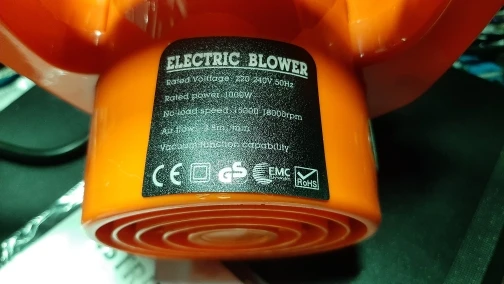 ELECTRIC BLOWER
Rated Voltage: 220-240V 50Hz
Rated power: 1000W
No-load speed: 15000-18000rpm
Air flow: 2.8m³/min
Vacuum function capability
CE GS EMC RoHS